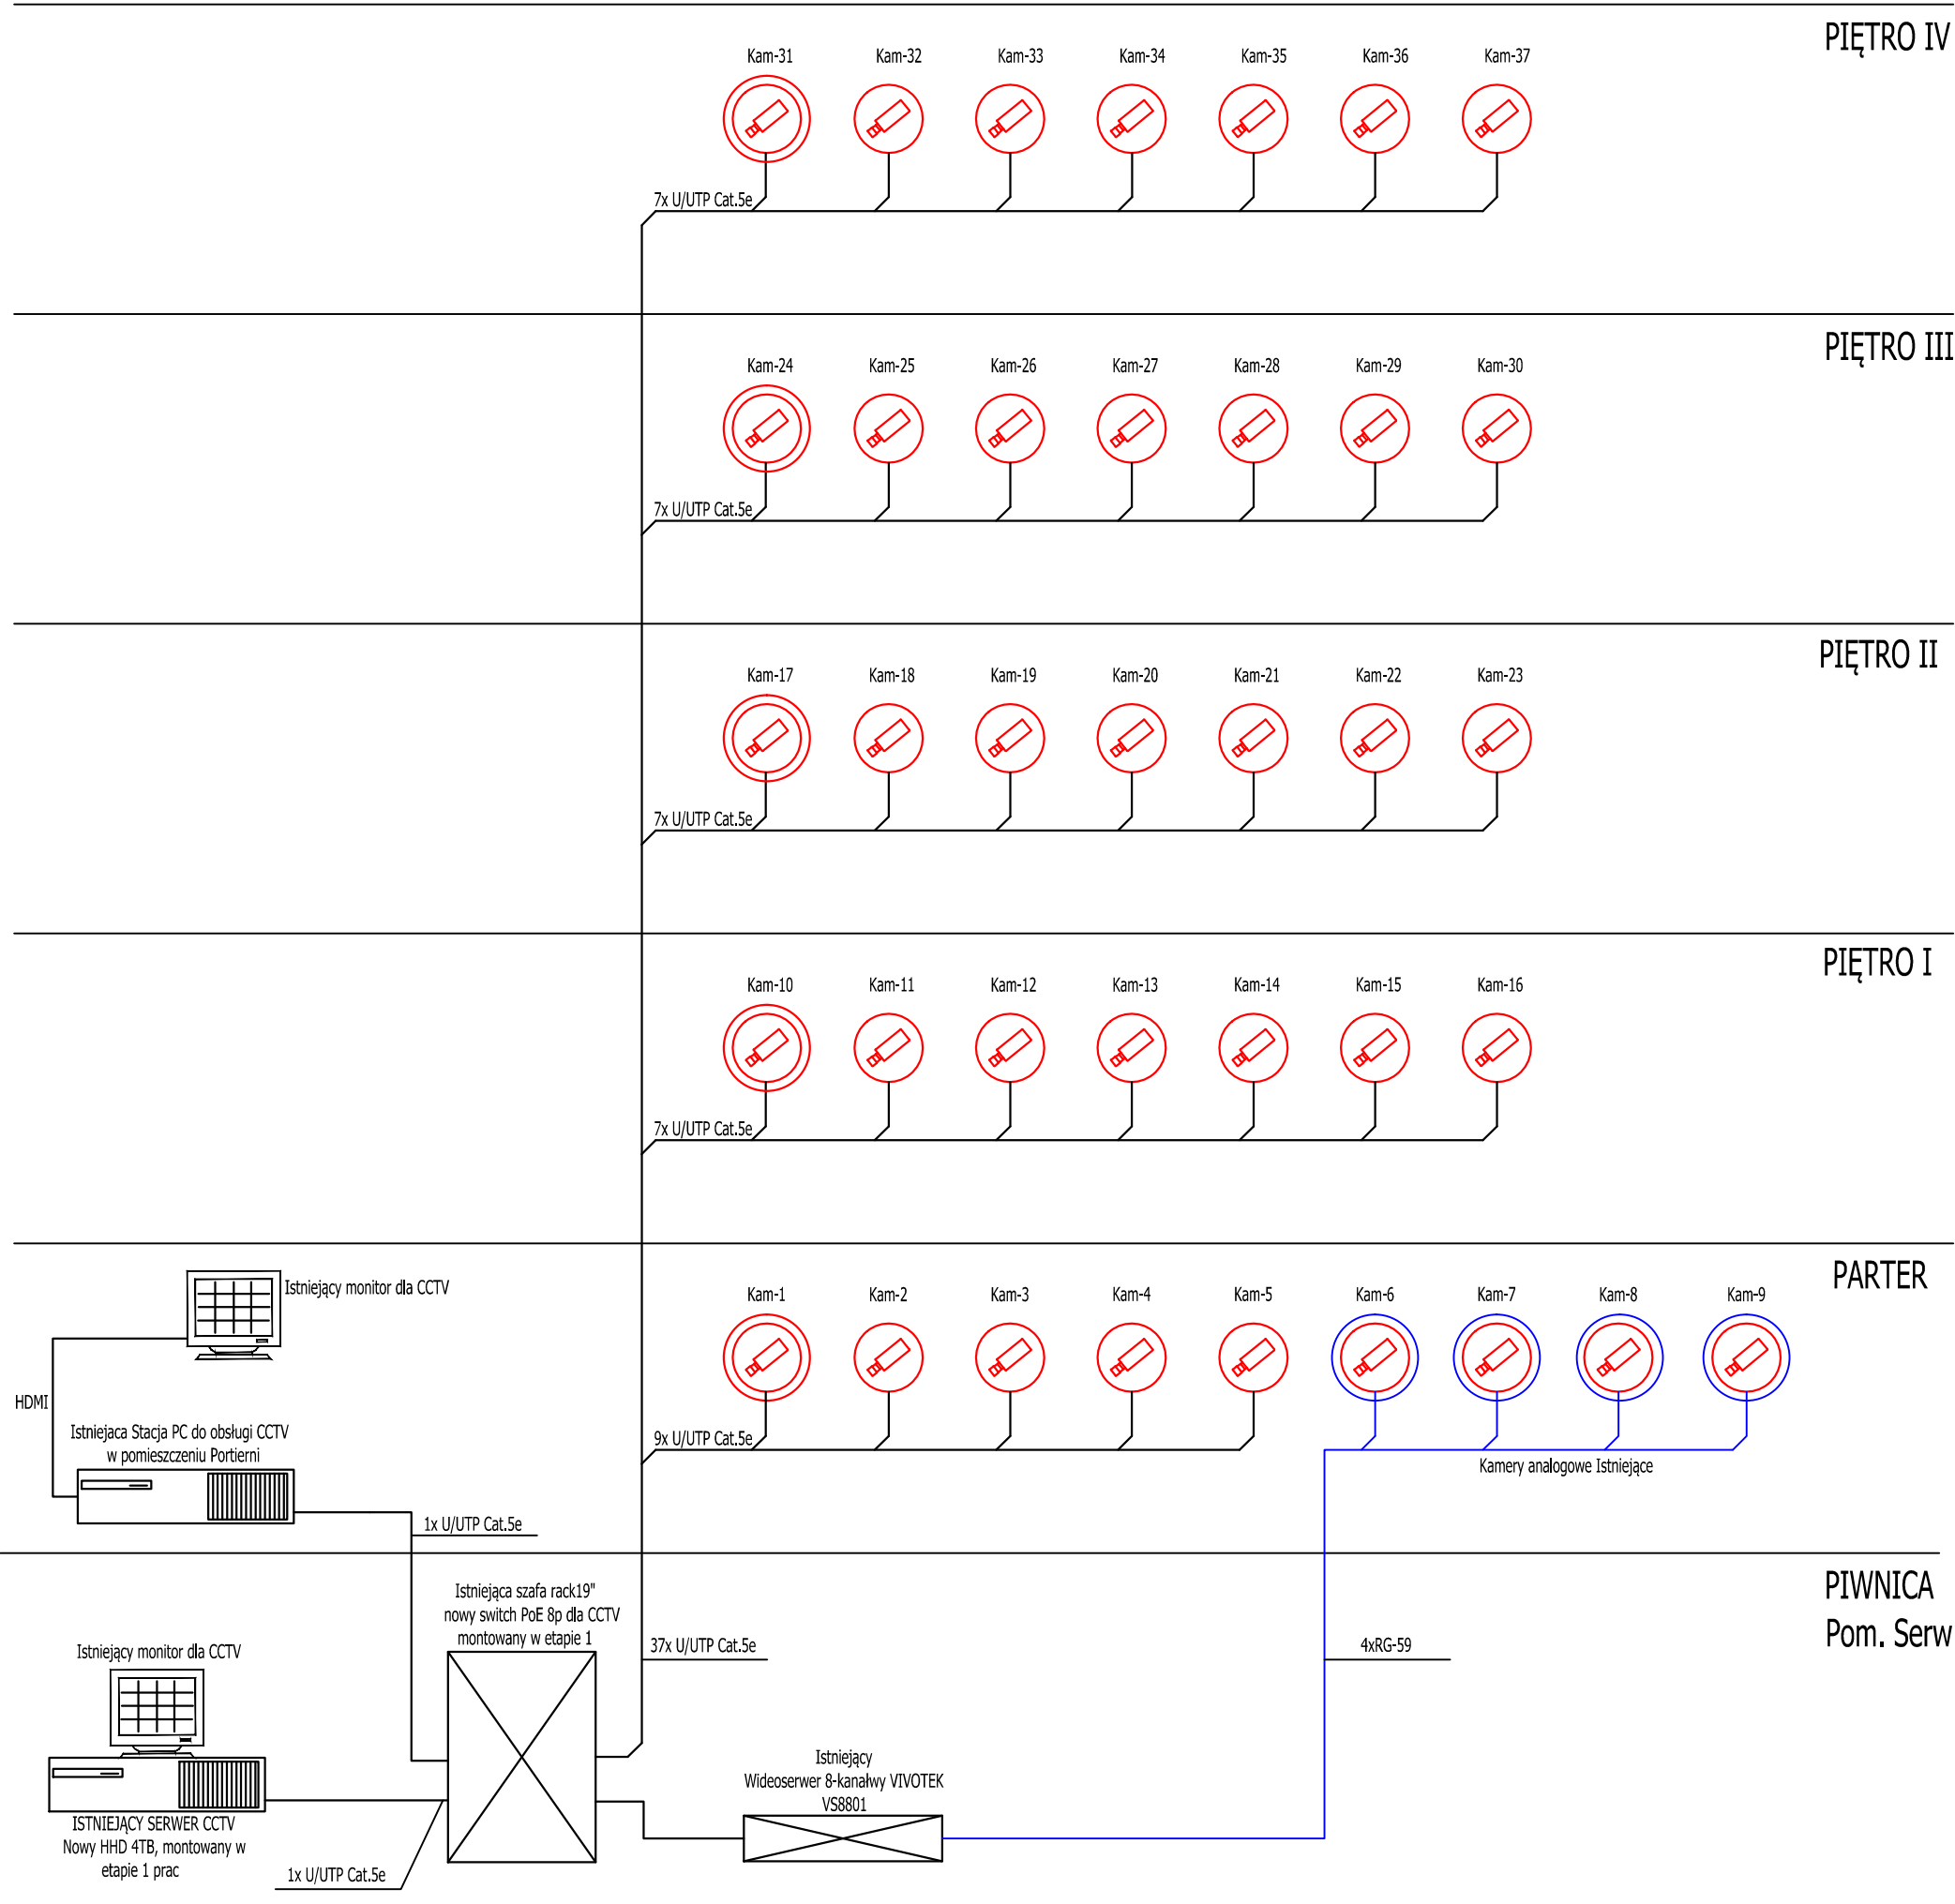 PIĘTRO IV
Kam-31 Kam-32 Kam-33 Kam-34 Kam-35 Kam-36 Kam-37
7x U/UTP Cat.5e
PIĘTRO III
Kam-24 Kam-25 Kam-26 Kam-27 Kam-28 Kam-29 Kam-30
7x U/UTP Cat.5e
PIĘTRO II
Kam-17 Kam-18 Kam-19 Kam-20 Kam-21 Kam-22 Kam-23
7x U/UTP Cat.5e
PIĘTRO I
Kam-10 Kam-11 Kam-12 Kam-13 Kam-14 Kam-15 Kam-16
7x U/UTP Cat.5e
PARTER
Istniejący monitor dla CCTV
Kam-1 Kam-2 Kam-3 Kam-4 Kam-5 Kam-6 Kam-7 Kam-8 Kam-9
HDMI
Istniejaca Stacja PC do obsługi CCTV
w pomieszczeniu Portierni
9x U/UTP Cat.5e
Kamery analogowe Istniejące
1x U/UTP Cat.5e
PIWNICA
Pom. Serw
Istniejąca szafa rack19"
nowy switch PoE 8p dla CCTV
montowany w etapie 1
37x U/UTP Cat.5e
4xRG-59
Istniejący monitor dla CCTV
Istniejący
Wideoserwer 8-kanałwy VIVOTEK
VS8801
ISTNIEJĄCY SERWER CCTV
Nowy HHD 4TB, montowany w
etapie 1 prac
1x U/UTP Cat.5e